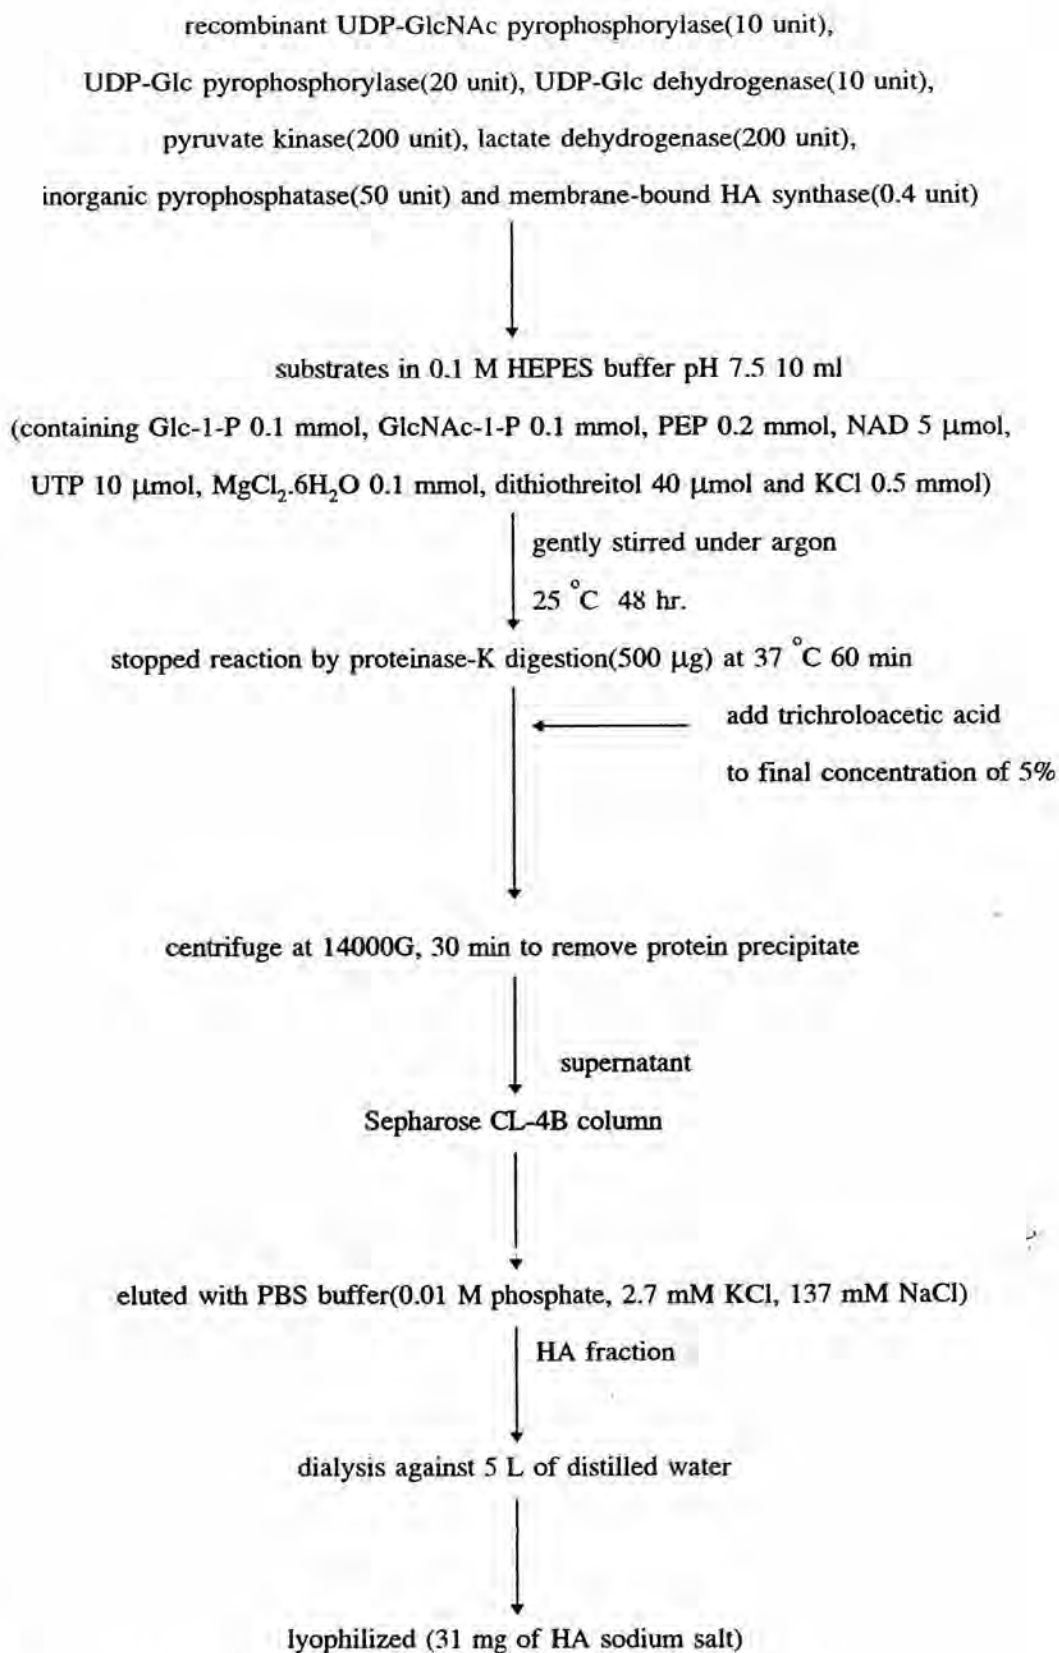 recombinant UDP-GlcNAc pyrophosphorylase(10 unit),
UDP-Glc pyrophosphorylase(20 unit), UDP-Glc dehydrogenase(10 unit),
pyruvate kinase(200 unit), lactate dehydrogenase(200 unit),
inorganic pyrophosphatase(50 unit) and membrane-bound HA synthase(0.4 unit)
substrates in 0.1 M HEPES buffer pH 7.5 10 ml
(containing Glc-1-P 0.1 mmol, GlcNAc-1-P 0.1 mmol, PEP 0.2 mmol, NAD 5 µmol,
UTP 10 µmol, MgCl₂.6H₂O 0.1 mmol, dithiothreitol 40 µmol and KCl 0.5 mmol)
gently stirred under argon
25 °C 48 hr.
stopped reaction by proteinase-K digestion(500 µg) at 37 °C 60 min
add trichroloacetic acid
to final concentration of 5%
centrifuge at 14000G, 30 min to remove protein precipitate
supernatant
Sepharose CL-4B column
eluted with PBS buffer(0.01 M phosphate, 2.7 mM KCl, 137 mM NaCl)
HA fraction
dialysis against 5 L of distilled water
lyophilized (31 mg of HA sodium salt)